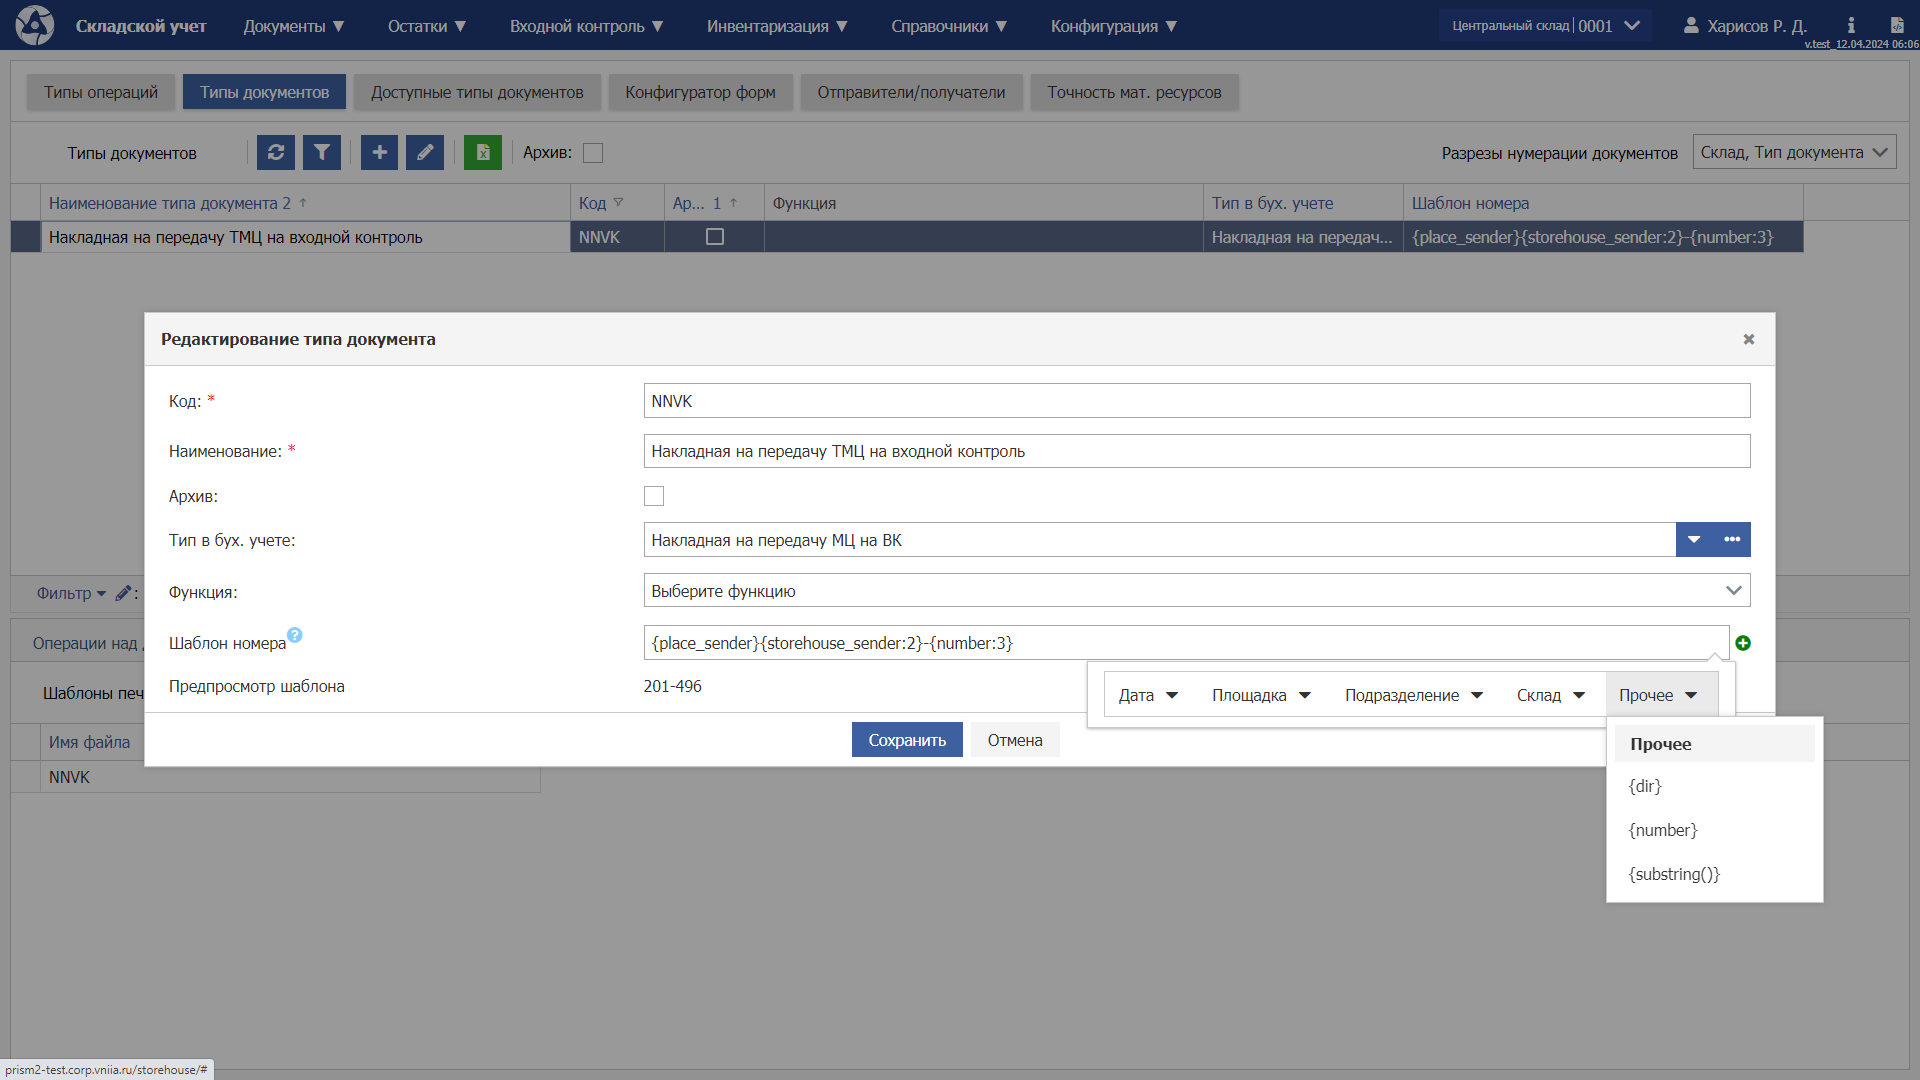 Складской учет Документы ▼ Остатки ▼ Входной контроль ▼ Инвентаризация ▼ Справочники ▼ Конфигурация ▼ Центральный склад 0001 Харисов Р. Д.
v.test_12.04.2024 06:06
Типы операций Типы документов Доступные типы документов Конфигуратор форм Отправители/получатели Точность мат. ресурсов
Типы документов Архив: Разрезы нумерации документов Склад, Тип документа
Наименование типа документа 2 ↑ Код Ар... 1 ↑ Функция Тип в бух. учете Шаблон номера
Накладная на передачу ТМЦ на входной контроль NNVK Накладная на передач... {place_sender}{storehouse_sender:2}-{number:3}
Редактирование типа документа
Код: * NNVK
Наименование: * Накладная на передачу ТМЦ на входной контроль
Архив:
Тип в бух. учете: Накладная на передачу МЦ на ВК
Фильтр :
Функция: Выберите функцию
Операции над
Шаблон номера ? {place_sender}{storehouse_sender:2}-{number:3}
Шаблоны печ
Предпросмотр шаблона 201-496
Дата Площадка Подразделение Склад Прочее
Имя файла
Сохранить Отмена
Прочее
NNVK
{dir}
{number}
{substring()}
prism2-test.corp.vniia.ru/storehouse/#